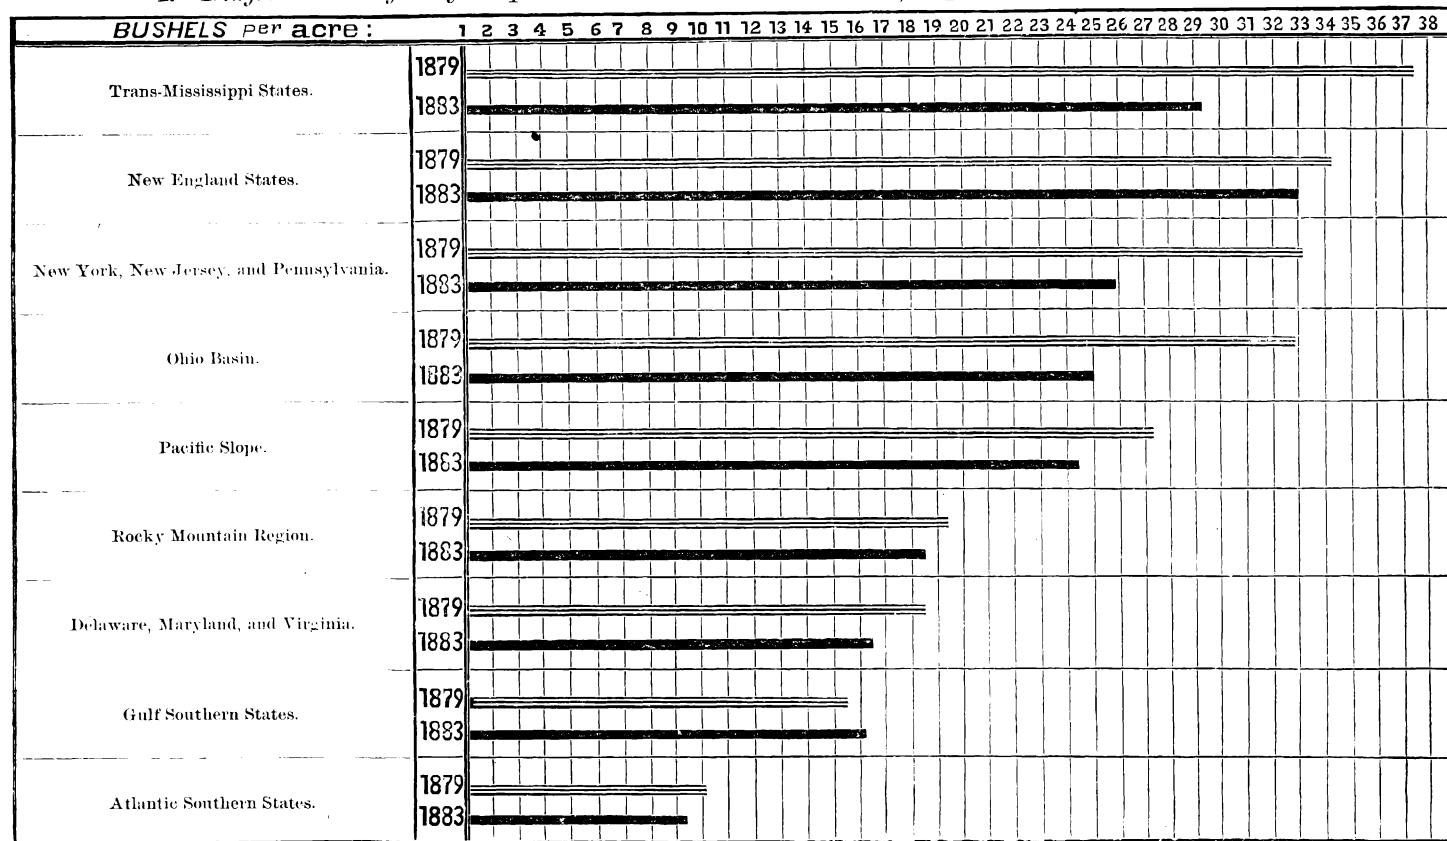 BUSHELS per acre: 1 2 3 4 5 6 7 8 9 10 11 12 13 14 15 16 17 18 19 20 21 22 23 24 25 26 27 28 29 30 31 32 33 34 35 36 37 38
1879
Trans-Mississippi States.
1883
1879
New England States.
1883
1879
New York, New Jersey, and Pennsylvania.
1883
1879
Ohio Basin.
1883
1879
Pacific Slope.
1883
1879
Rocky Mountain Region.
1883
1879
Delaware, Maryland, and Virginia.
1883
1879
Gulf Southern States.
1883
1879
Atlantic Southern States.
1883